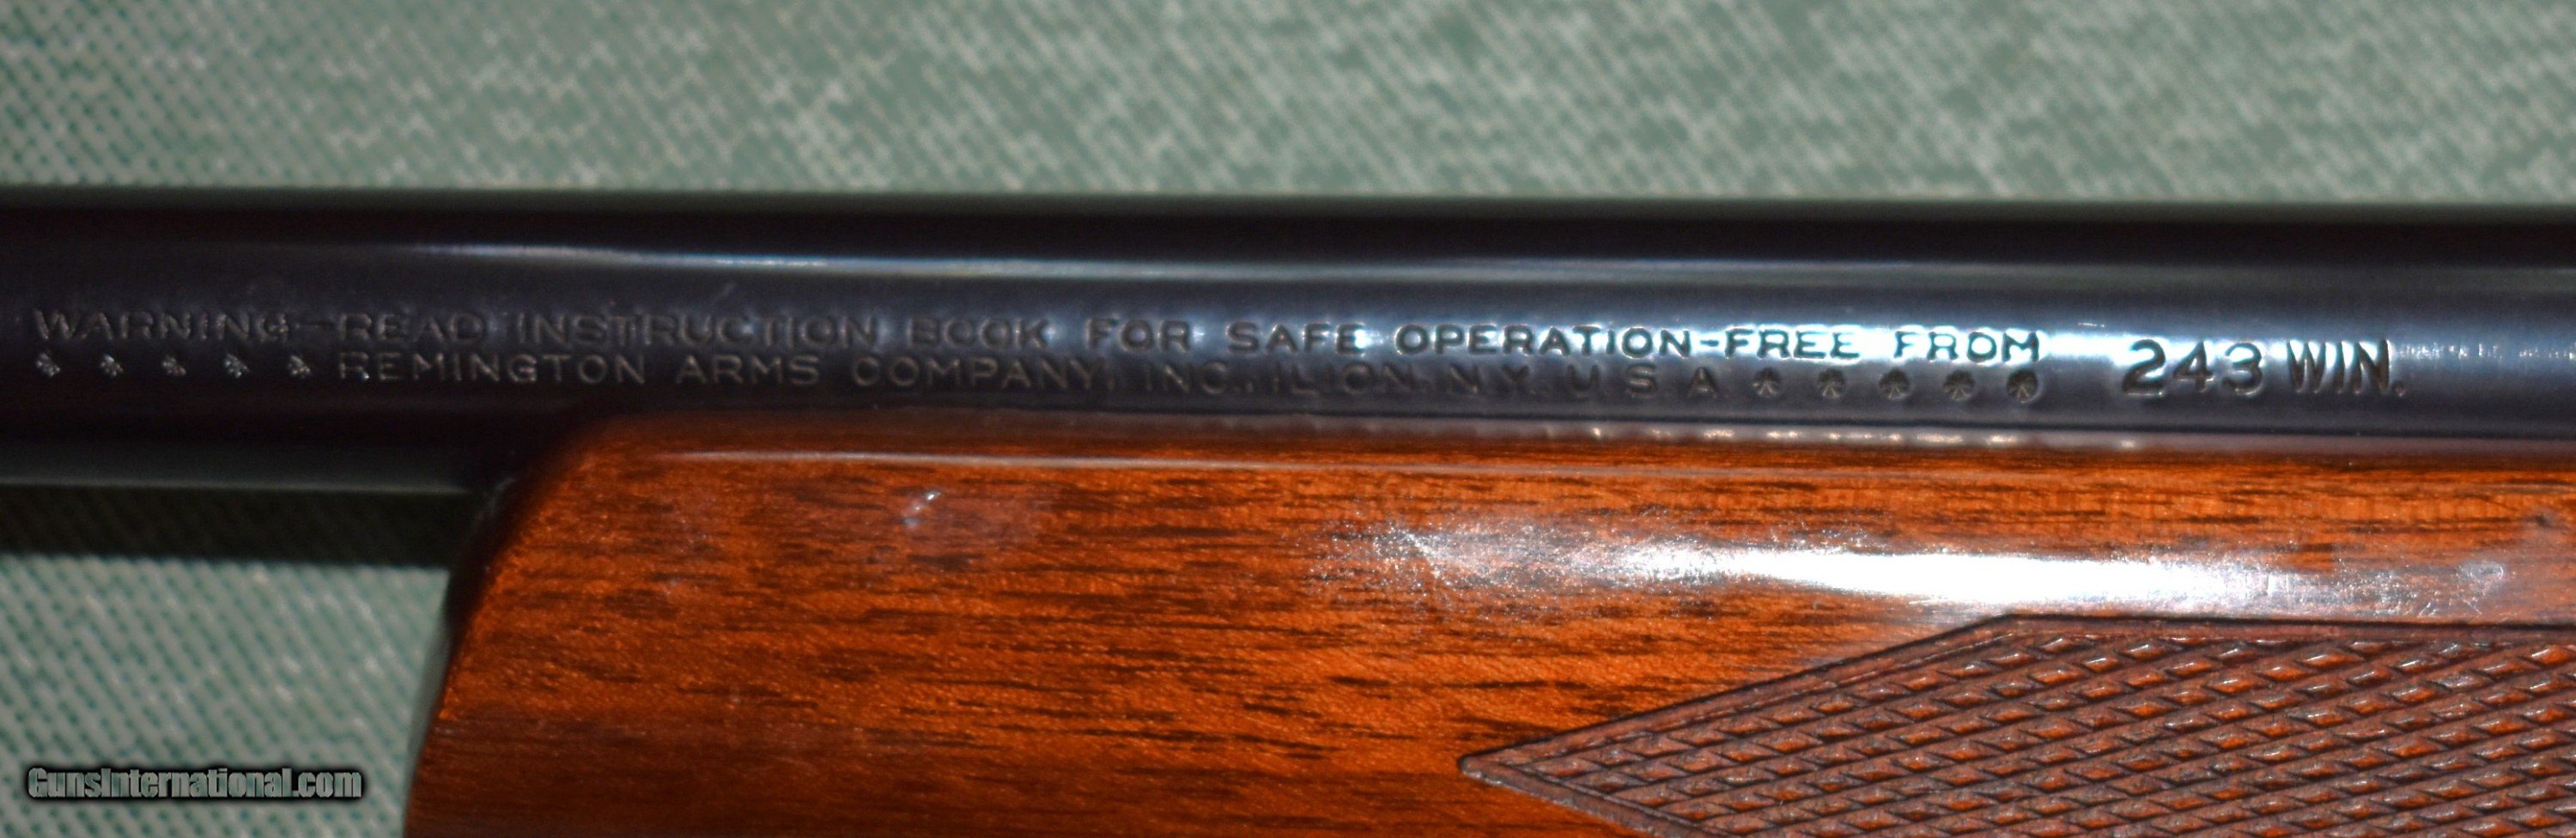 WARNING-READ INSTRUCTION BOOK FOR SAFE OPERATION-FREE FROM
* * * * * REMINGTON ARMS COMPANY, INC., ILION, N.Y. U S A * * * * *
243 WIN.
GunsInternational.com